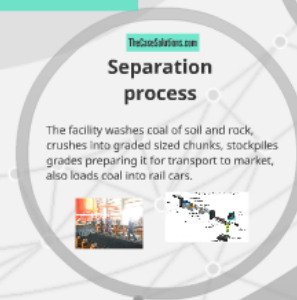 TheCaseSolutions.com
Separation
process
The facility washes coal of soil and rock,
crushes into graded sized chunks, stockpiles
grades preparing it for transport to market,
also loads coal into rail cars.